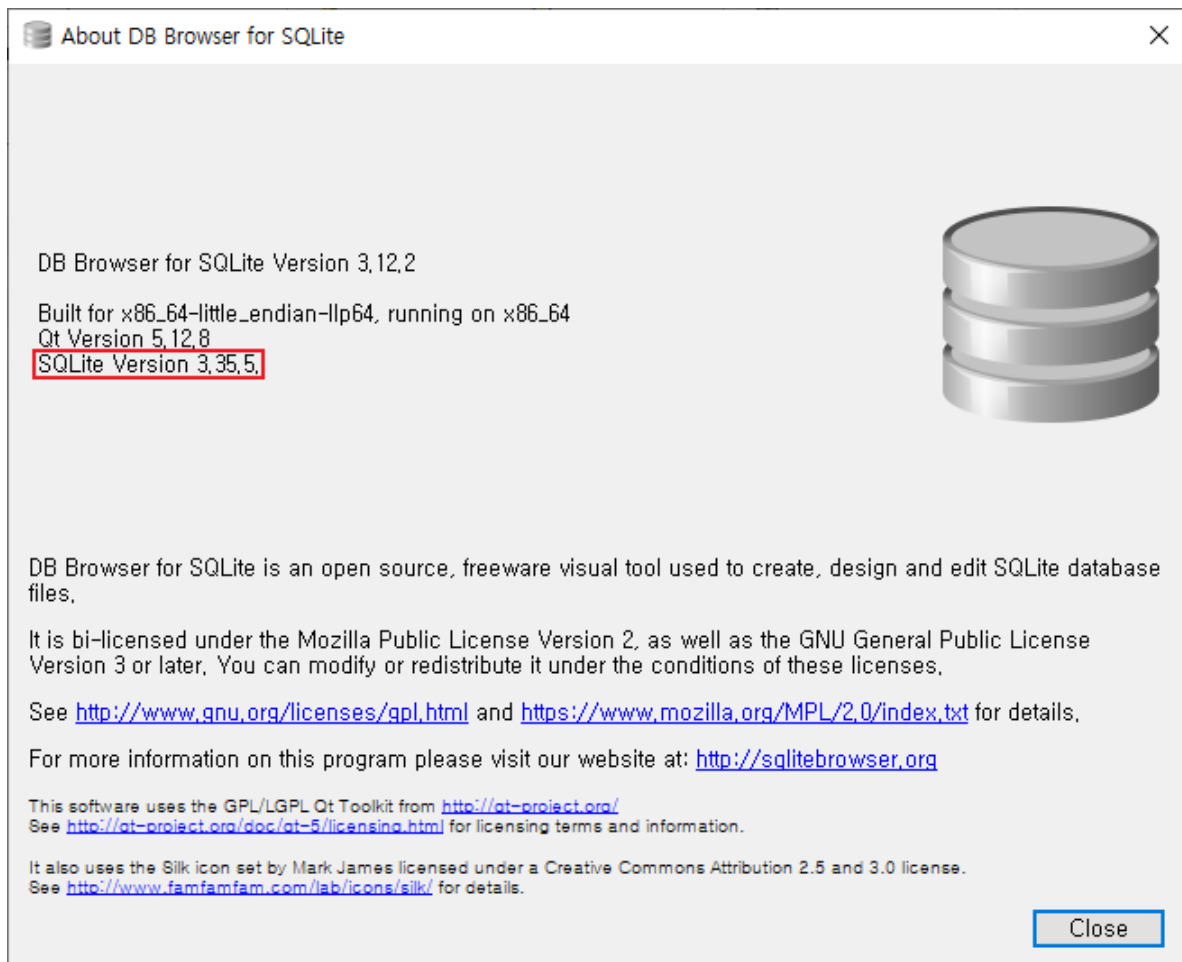 About DB Browser for SQLite
DB Browser for SQLite Version 3.12.2
Built for x86_64-little_endian-llp64, running on x86_64
Qt Version 5.12.8
SQLite Version 3.35.5.
DB Browser for SQLite is an open source, freeware visual tool used to create, design and edit SQLite database
files.
It is bi-licensed under the Mozilla Public License Version 2, as well as the GNU General Public License
Version 3 or later. You can modify or redistribute it under the conditions of these licenses.
See http://www.gnu.org/licenses/gpl.html and https://www.mozilla.org/MPL/2.0/index.txt for details.
For more information on this program please visit our website at: http://sqlitebrowser.org
This software uses the GPL/LGPL Qt Toolkit from http://qt-project.org/
See http://qt-project.org/doc/qt-5/licensing.html for licensing terms and information.
It also uses the Silk icon set by Mark James licensed under a Creative Commons Attribution 2.5 and 3.0 license.
See http://www.famfamfam.com/lab/icons/silk/ for details.
Close